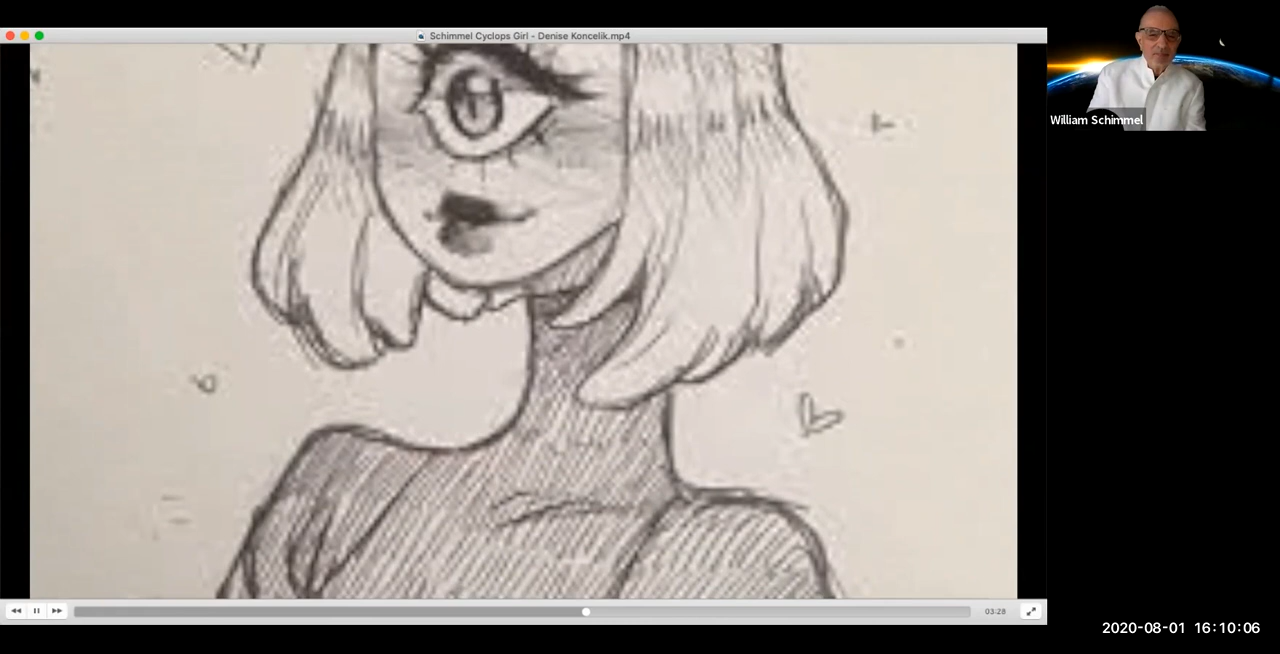 Schimmel Cyclops Girl - Denise Koncelik.mp4
William Schimmel
03:28
2020-08-01 16:10:06